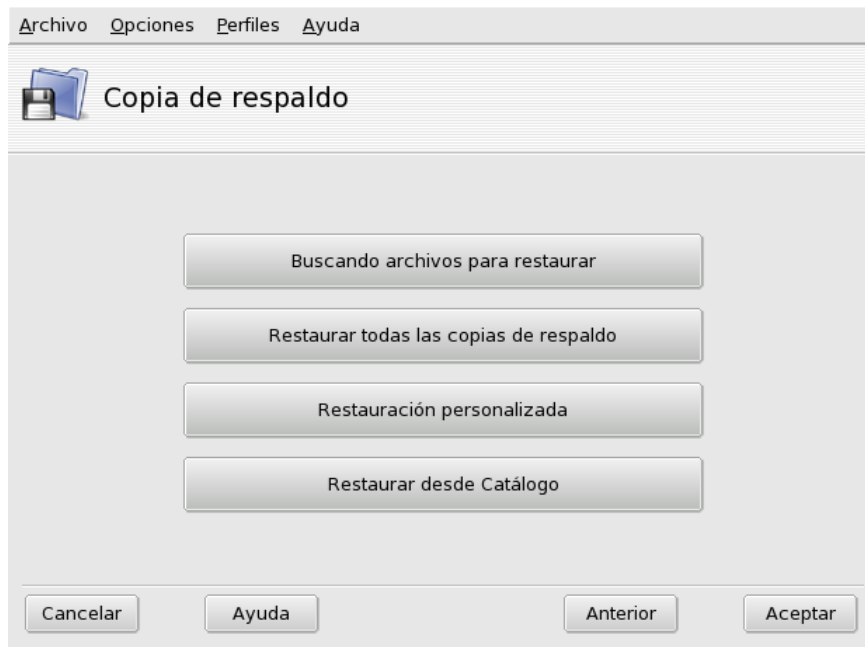 Archivo Opciones Perfiles Ayuda
Copia de respaldo
Buscando archivos para restaurar
Restaurar todas las copias de respaldo
Restauración personalizada
Restaurar desde Catálogo
Cancelar Ayuda Anterior Aceptar